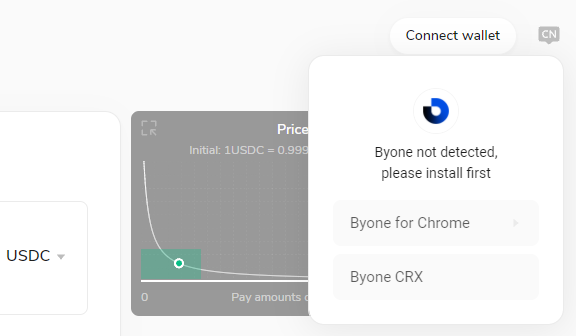 Connect wallet
CN
Byone not detected,
please install first
Byone for Chrome
Byone CRX
Price
Initial: 1USDC = 0.999
USDC
0
Pay amounts